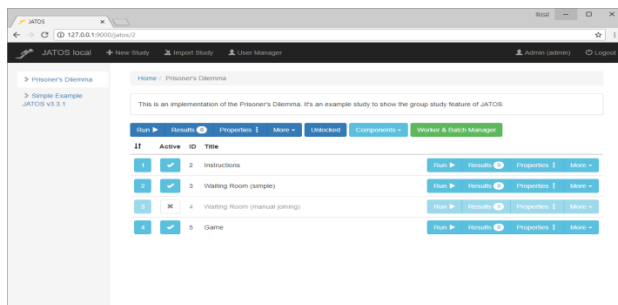 JATOS
127.0.0.1:9000/jatos/2
JATOS local + New Study Import Study User Manager Admin (admin) Logout
Prisoner's Dilemma
Simple Example
JATOS v3.3.1
Home / Prisoner's Dilemma
This is an implementation of the Prisoner's Dilemma. It's an example study to show the group study feature of JATOS.
Run Results 0 Properties More Unlocked Components Worker & Batch Manager
Active ID Title
1 2 Instructions Run Results 0 Properties More
2 3 Waiting Room (simple) Run Results 0 Properties More
3 4 Waiting Room (manual joining) Run Results 0 Properties More
4 5 Game Run Results 0 Properties More